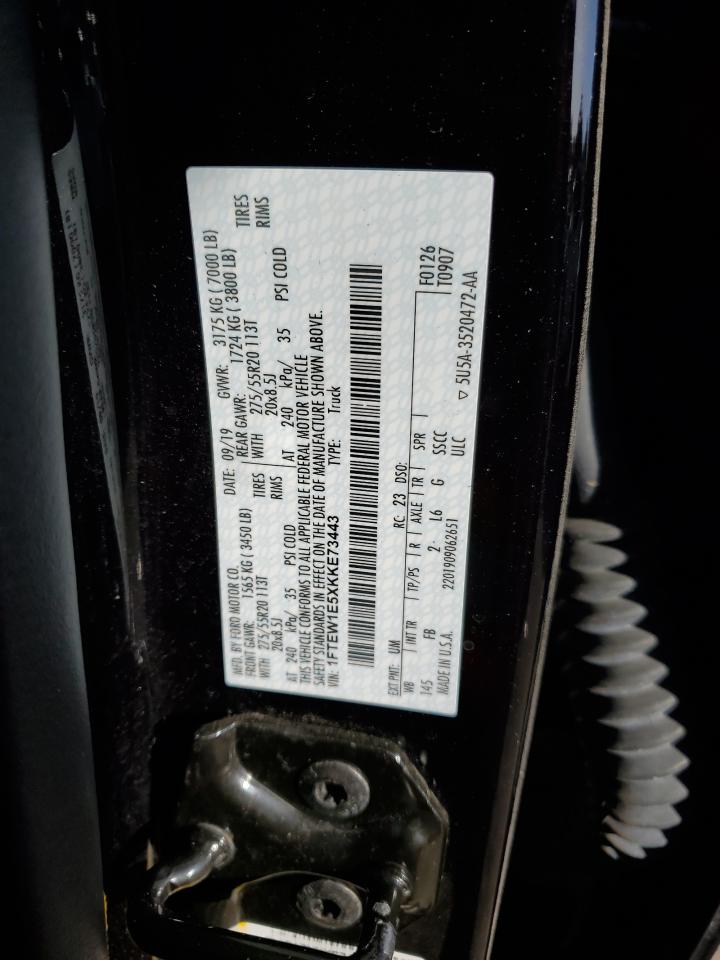 MFD. BY FORD MOTOR CO.
DATE: 09/19 GVWR: 3175 KG ( 7000 LB)
FRONT GAWR: 1565 KG ( 3450 LB)
REAR GAWR: 1724 KG ( 3800 LB)
WITH 275/55R20 113T TIRES
WITH 275/55R20 113T TIRES
20x8.5J RIMS
20x8.5J RIMS
AT 240 kPa/ 35 PSI COLD
AT 240 kPa/ 35 PSI COLD
THIS VEHICLE CONFORMS TO ALL APPLICABLE FEDERAL MOTOR VEHICLE
SAFETY STANDARDS IN EFFECT ON THE DATE OF MANUFACTURE SHOWN ABOVE.
VIN: 1FTEW1E5XKKE73443 TYPE: Truck
EXT PNT: UM RC: 23 DSO:
WB INT TR TP/PS R AXLE TR SPR F0126
T0907
145 FB 2 L6 G SSCC
MADE IN U.S.A. 2201909062651 ULC ▽ 5U5A-3520472-AA